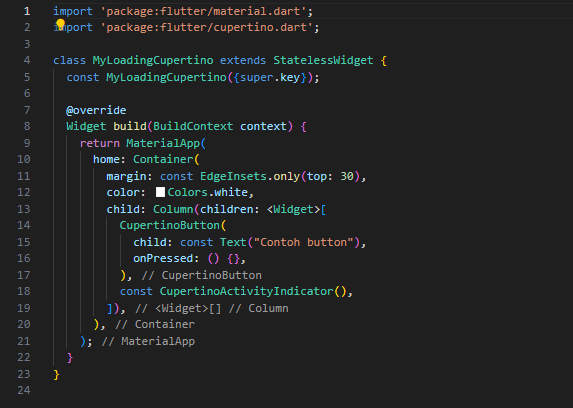 1 import 'package:flutter/material.dart';
2 import 'package:flutter/cupertino.dart';
3
4 class MyLoadingCupertino extends StatelessWidget {
5   const MyLoadingCupertino({super.key});
6
7   @override
8   Widget build(BuildContext context) {
9     return MaterialApp(
10       home: Container(
11         margin: const EdgeInsets.only(top: 30),
12         color: Colors.white,
13         child: Column(children: <Widget>[
14           CupertinoButton(
15             child: const Text("Contoh button"),
16             onPressed: () {},
17           ), // CupertinoButton
18           const CupertinoActivityIndicator(),
19         ]), // <Widget>[] // Column
20       ), // Container
21     ); // MaterialApp
22   }
23 }
24